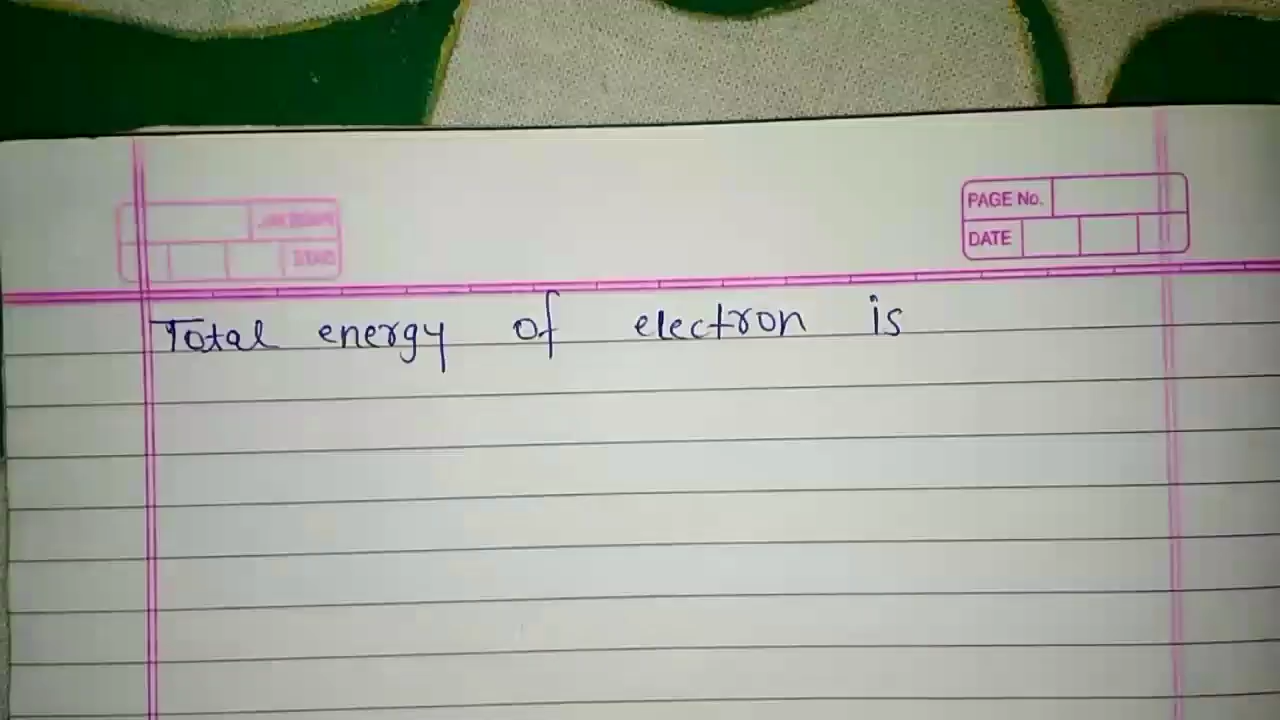 PAGE No.
DATE
Total energy of electron is